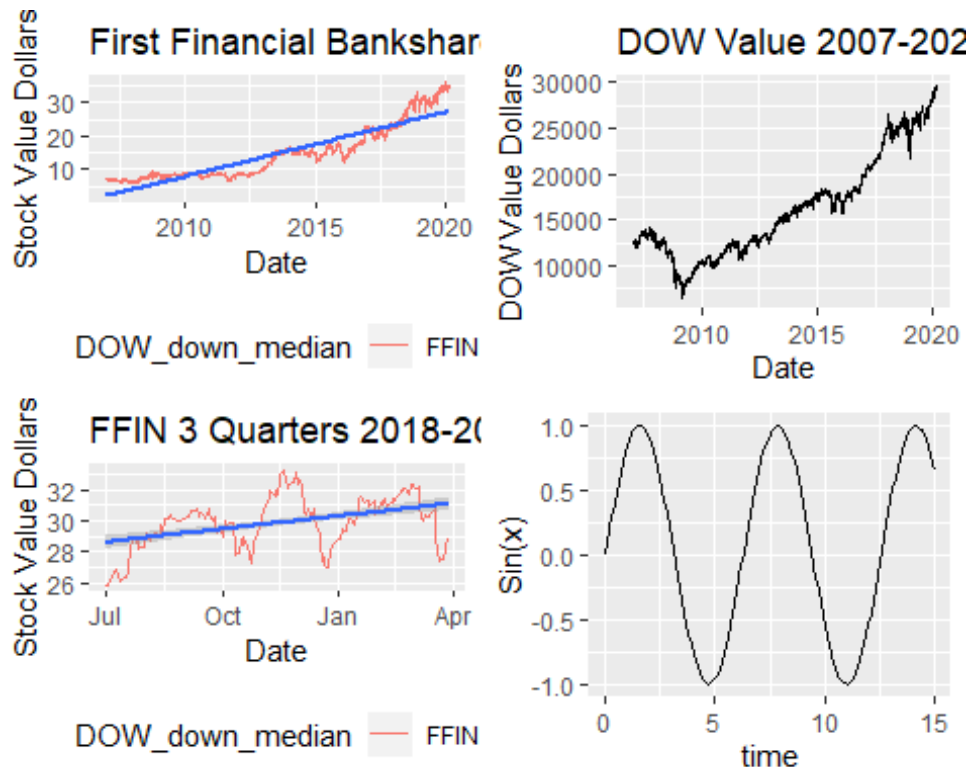 First Financial Bankshar
Stock Value Dollars
30
20
10
2010 2015 2020
Date
DOW_down_median FFIN
DOW Value 2007-202
DOW Value Dollars
30000
25000
20000
15000
10000
2010 2015 2020
Date
FFIN 3 Quarters 2018-20
Stock Value Dollars
32
30
28
26
Jul Oct Jan Apr
Date
DOW_down_median FFIN
Sin(x)
1.0
0.5
0.0
-0.5
-1.0
0 5 10 15
time